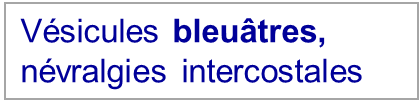 Vésicules bleuâtres,
névralgies intercostales